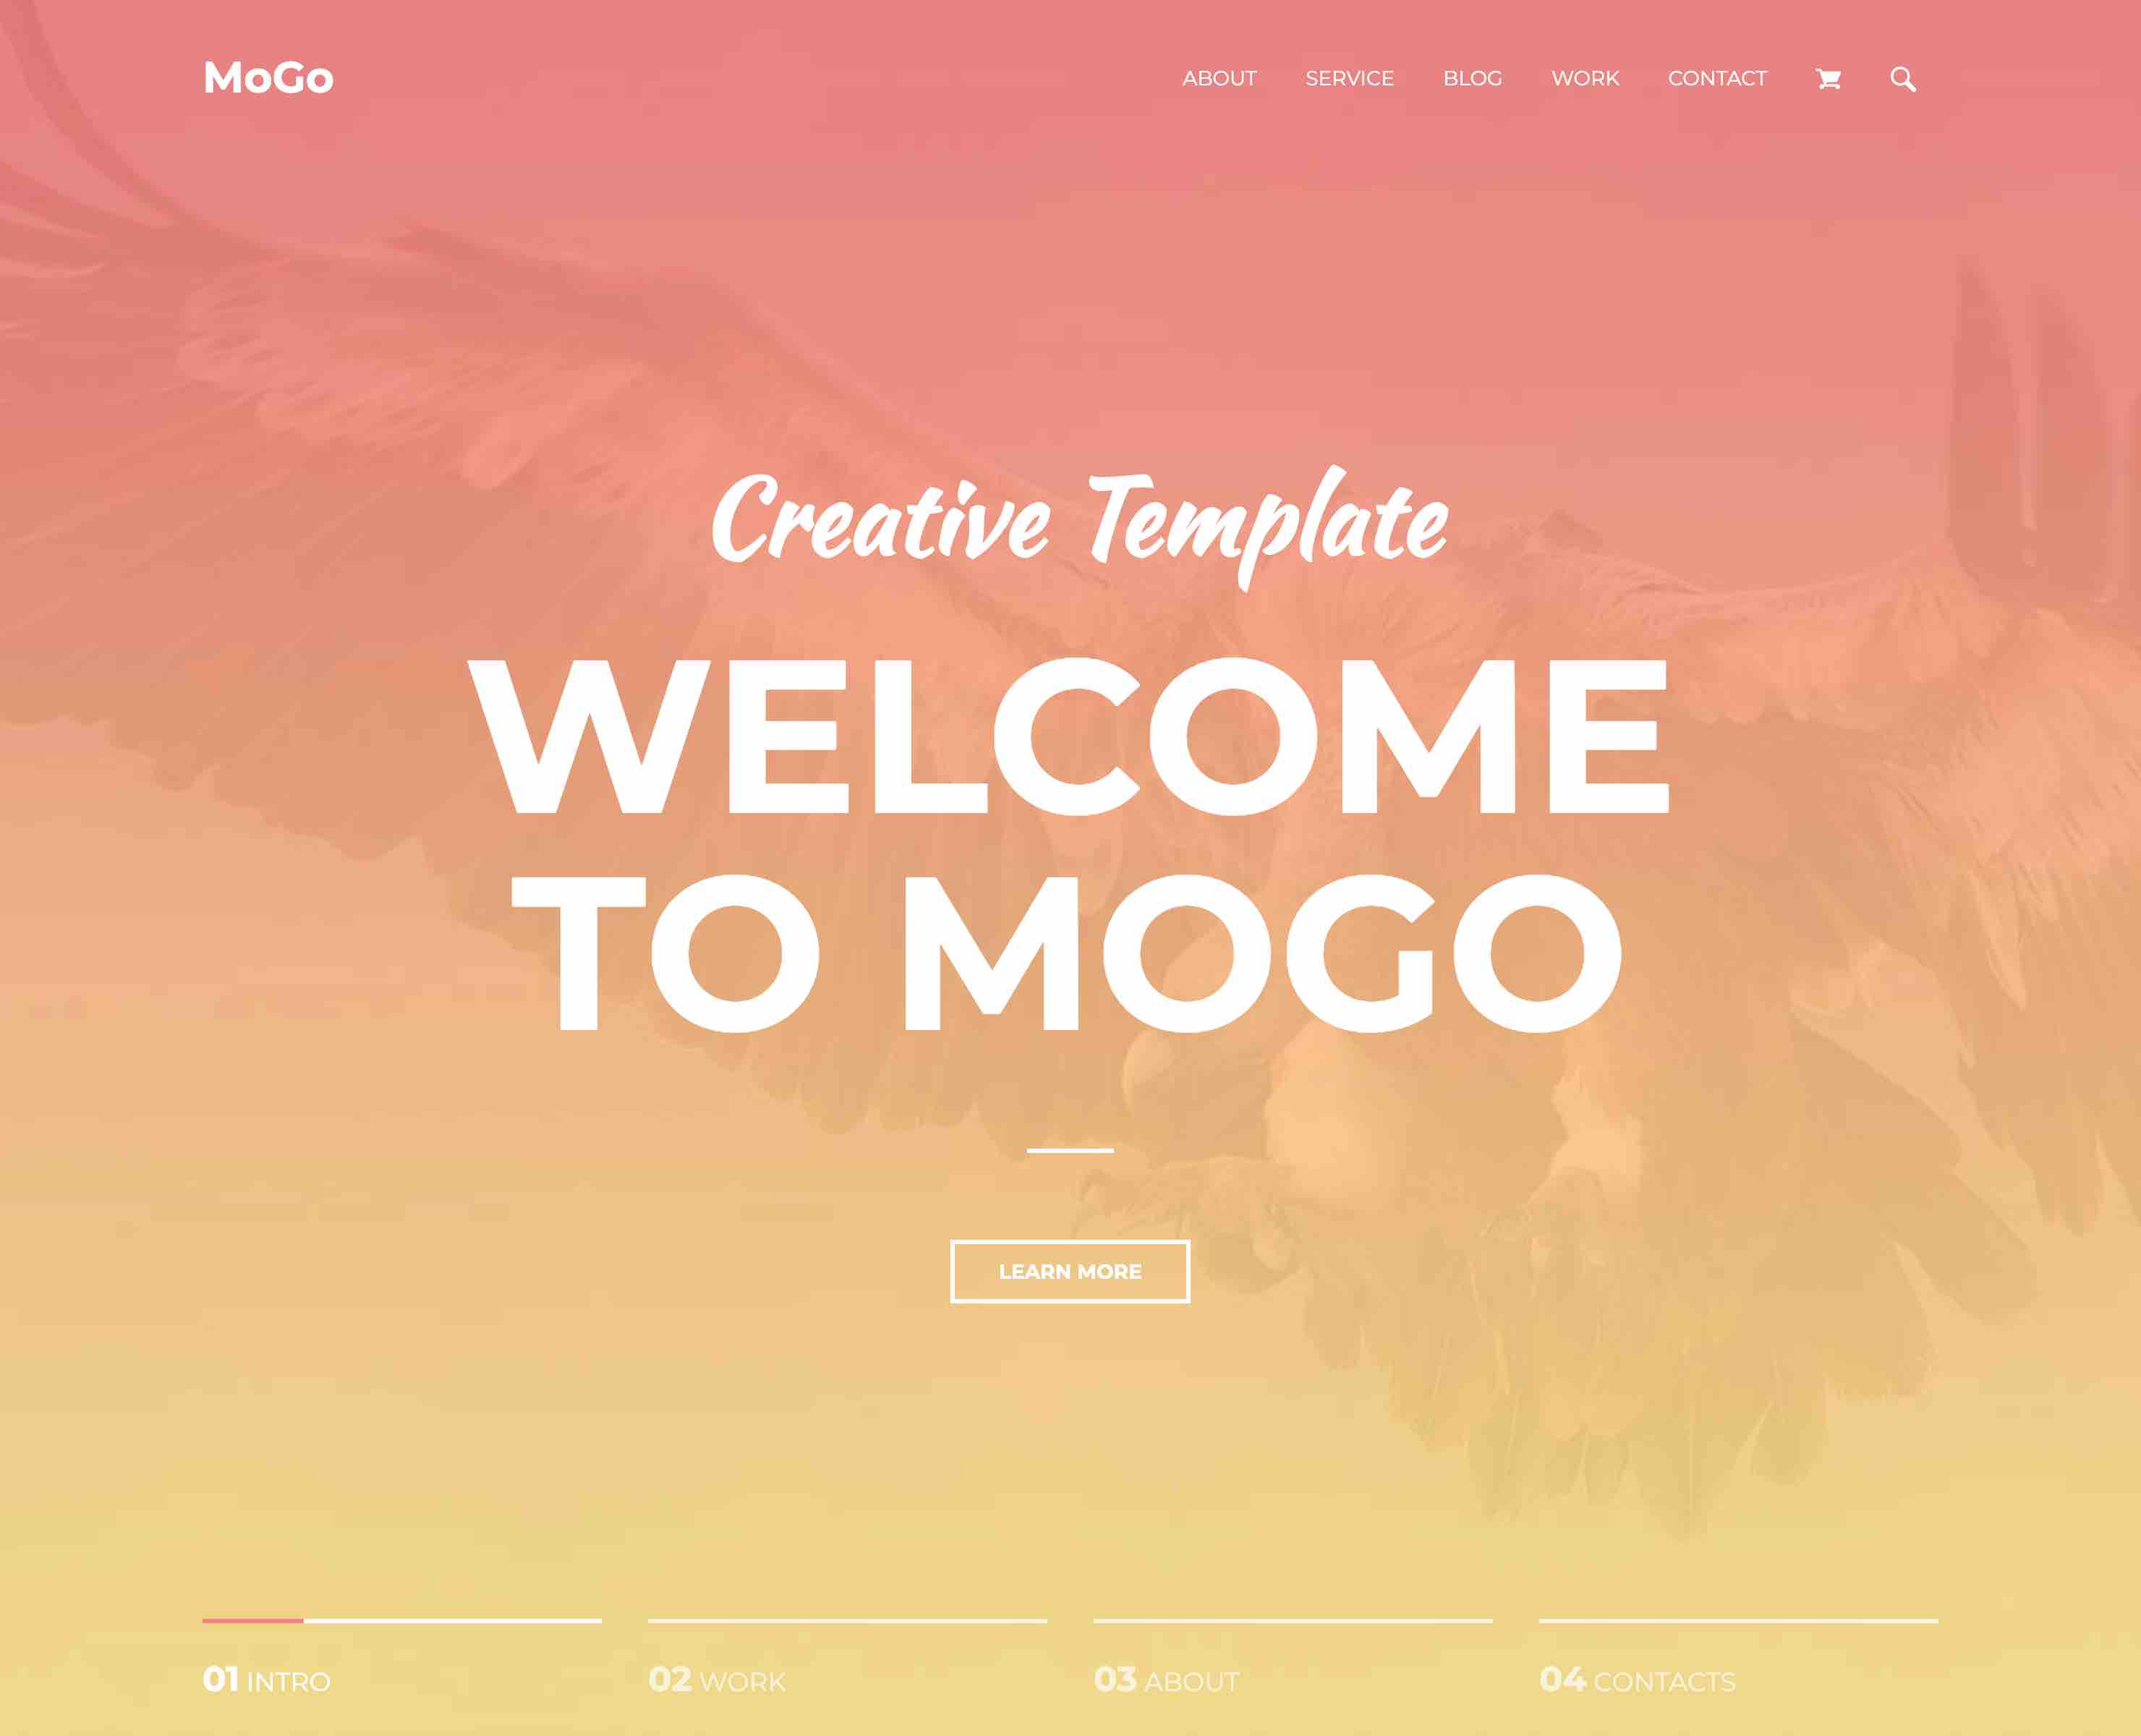 MoGo
ABOUT SERVICE BLOG WORK CONTACT
Creative Template
WELCOME
TO MOGO
LEARN MORE
01 INTRO 02 WORK 03 ABOUT 04 CONTACTS